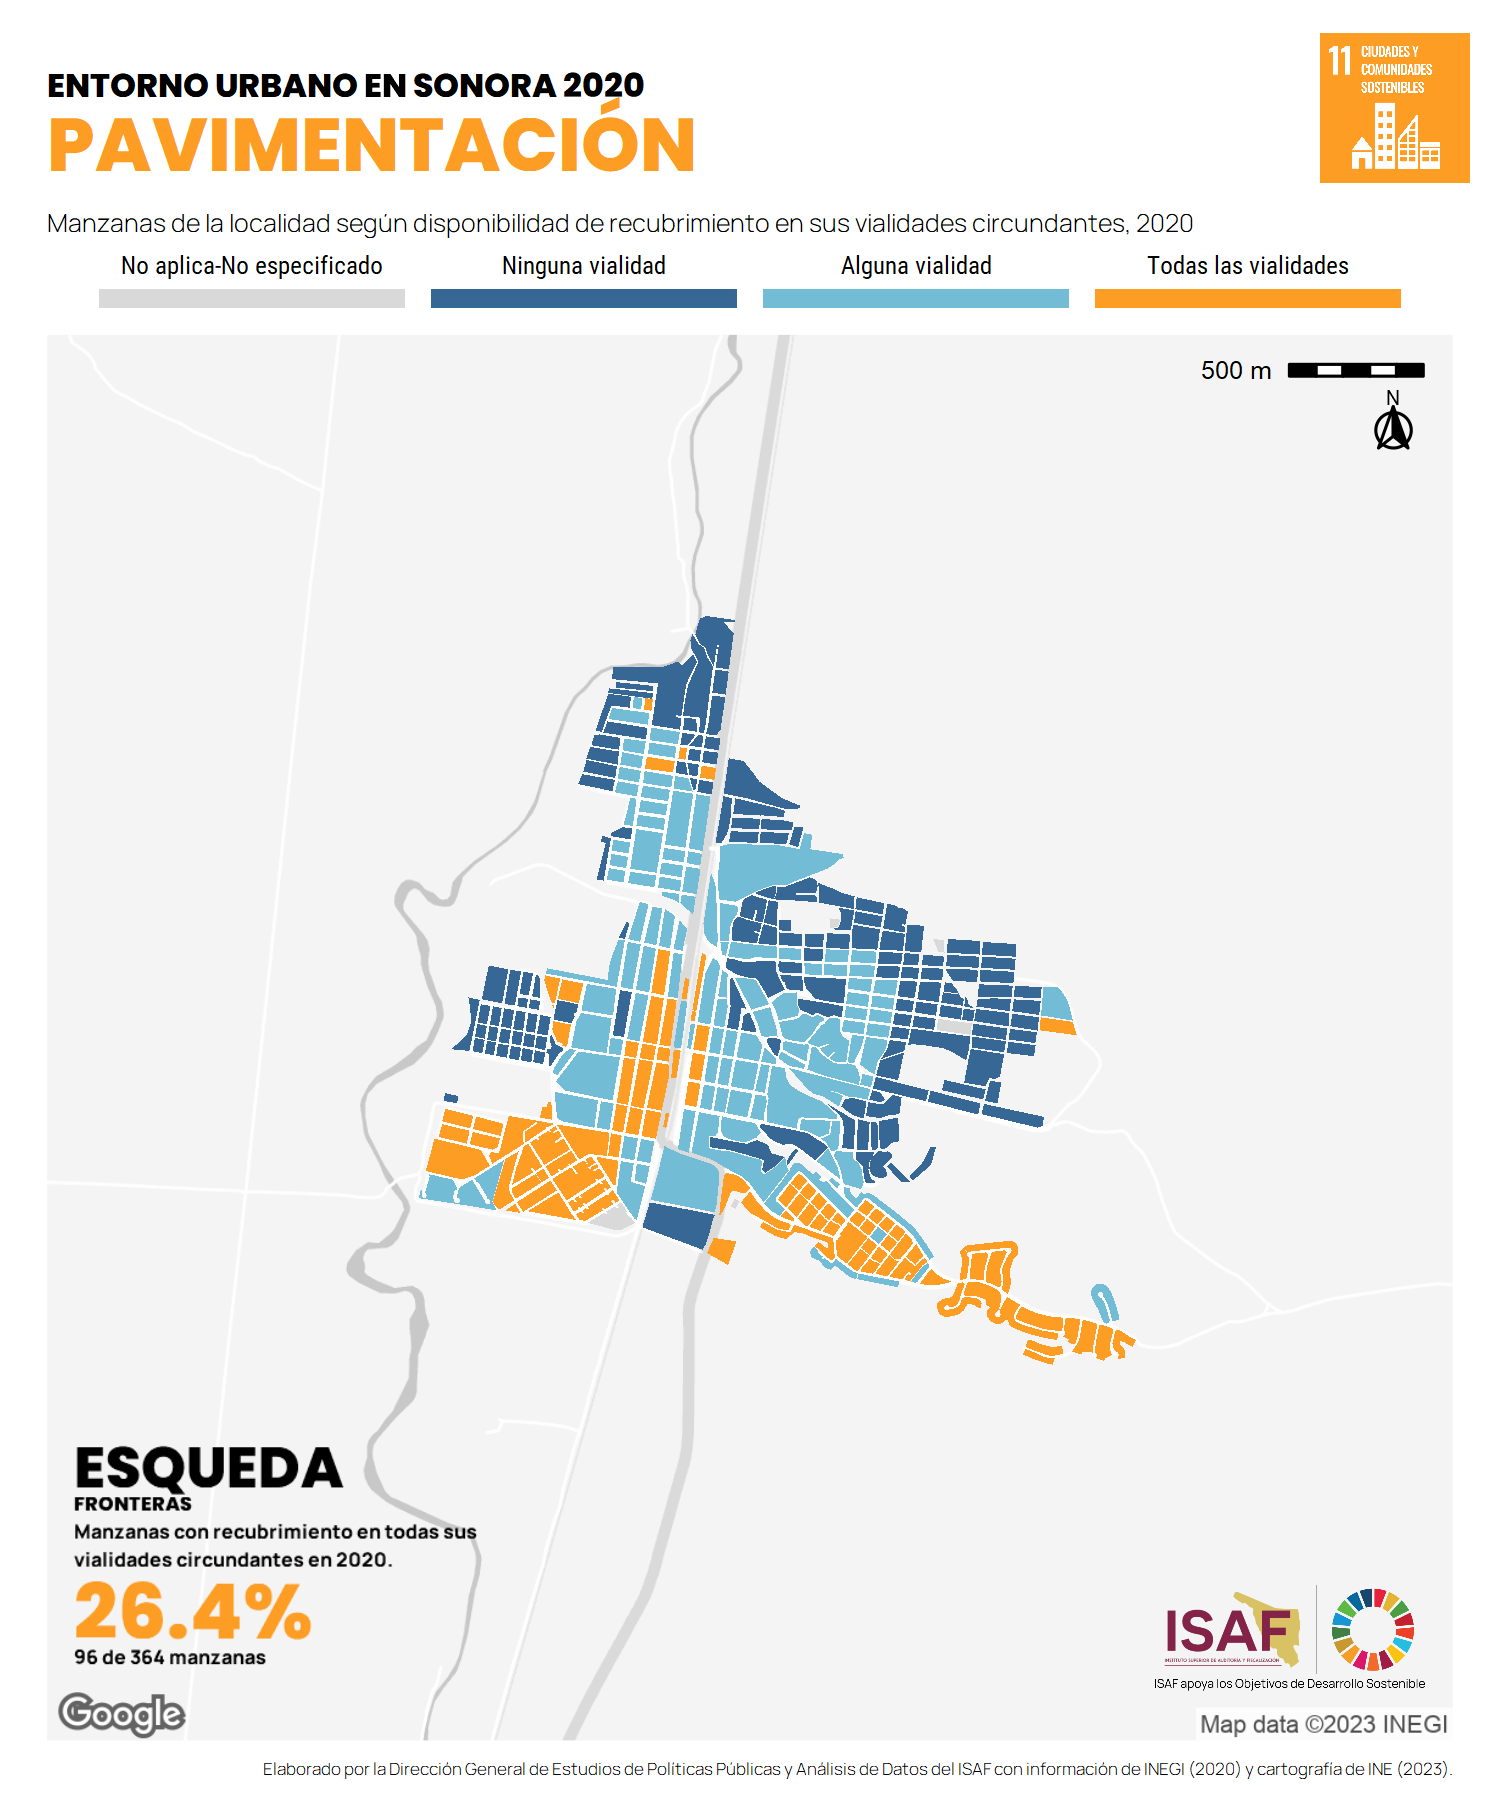 ENTORNO URBANO EN SONORA 2020
PAVIMENTACIÓN
11 CIUDADES Y
COMUNIDADES
SOSTENIBLES
Manzanas de la localidad según disponibilidad de recubrimiento en sus vialidades circundantes, 2020
No aplica-No especificado
Ninguna vialidad
Alguna vialidad
Todas las vialidades
500 m
N
ESQUEDA
FRONTERAS
Manzanas con recubrimiento en todas sus
vialidades circundantes en 2020.
26.4%
96 de 364 manzanas
Google
ISAF
INSTITUTO SUPERIOR DE AUDITORÍA Y FISCALIZACIÓN
ISAF apoya los Objetivos de Desarrollo Sostenible
Map data ©2023 INEGI
Elaborado por la Dirección General de Estudios de Políticas Públicas y Análisis de Datos del ISAF con información de INEGI (2020) y cartografía de INE (2023).